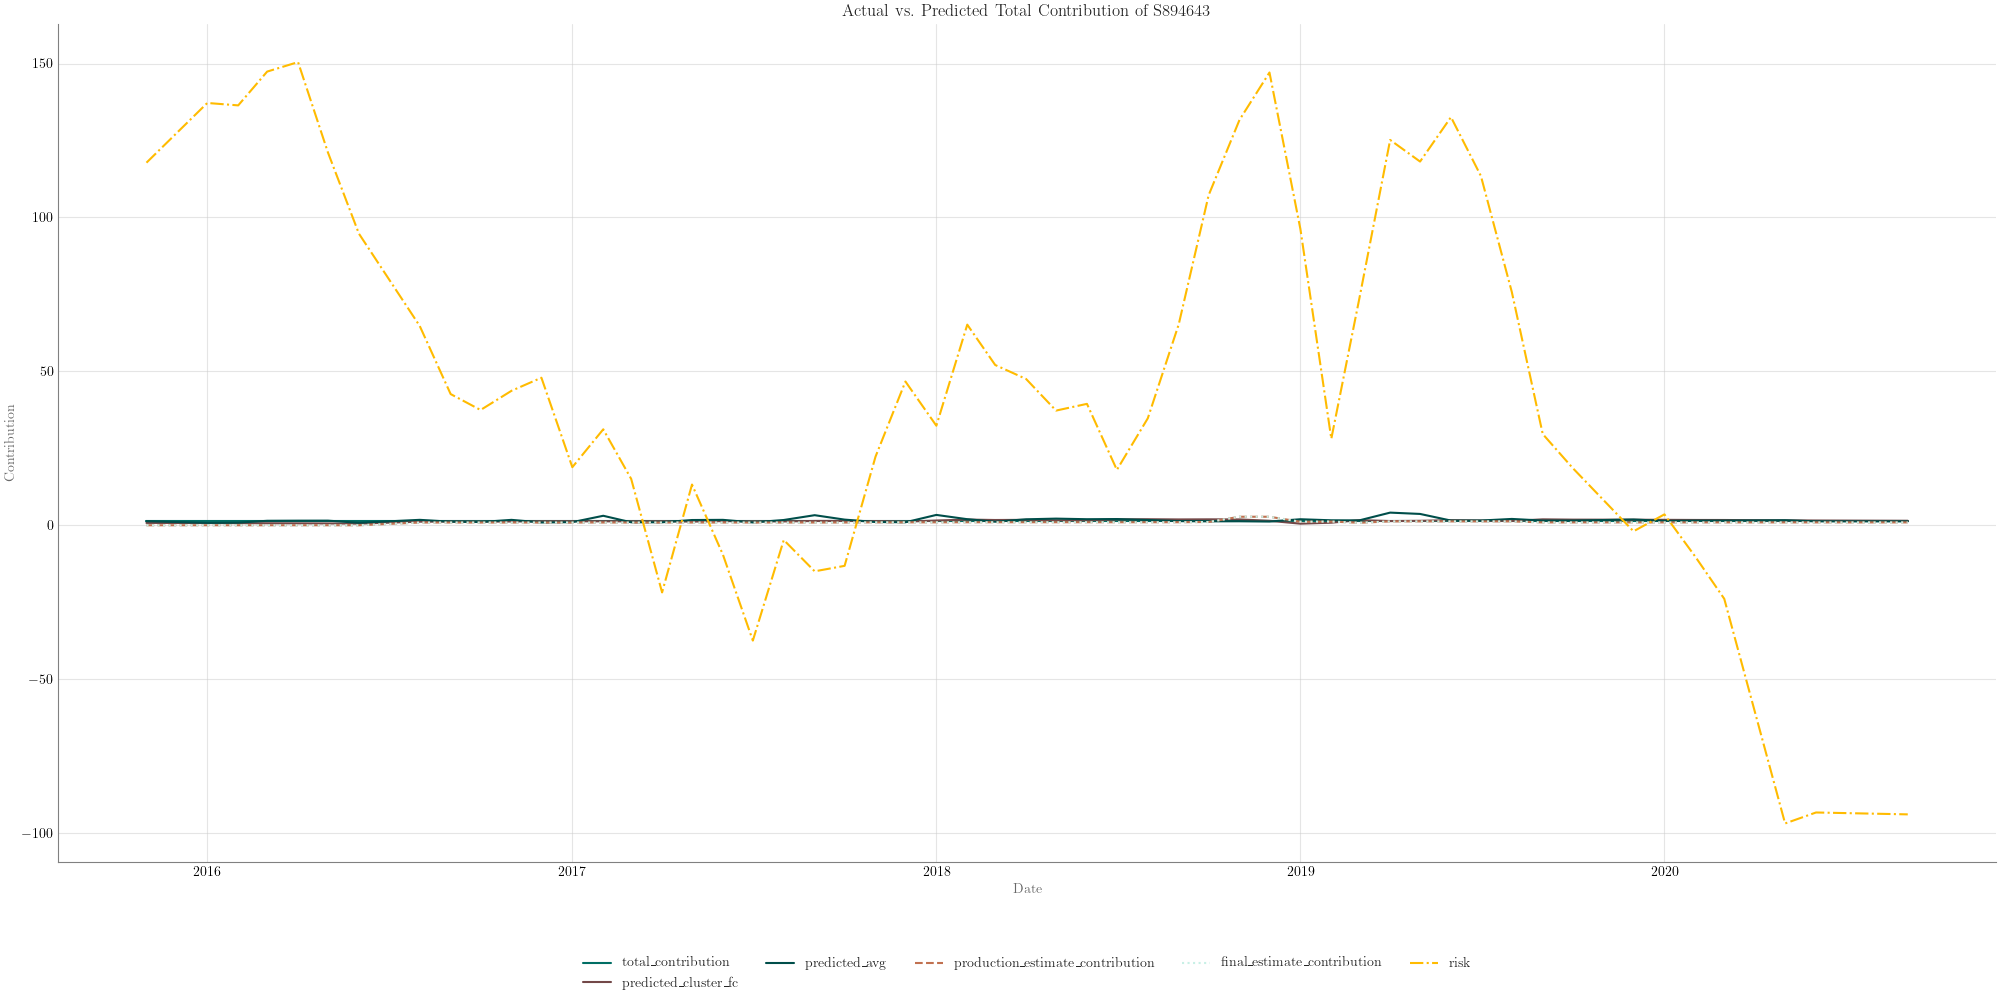 Actual vs. Predicted Total Contribution of S894643
150
100
50
0
−50
−100
Contribution
2016 2017 2018 2019 2020
Date
total_contribution predicted_avg production_estimate_contribution final_estimate_contribution risk
predicted_cluster_fc